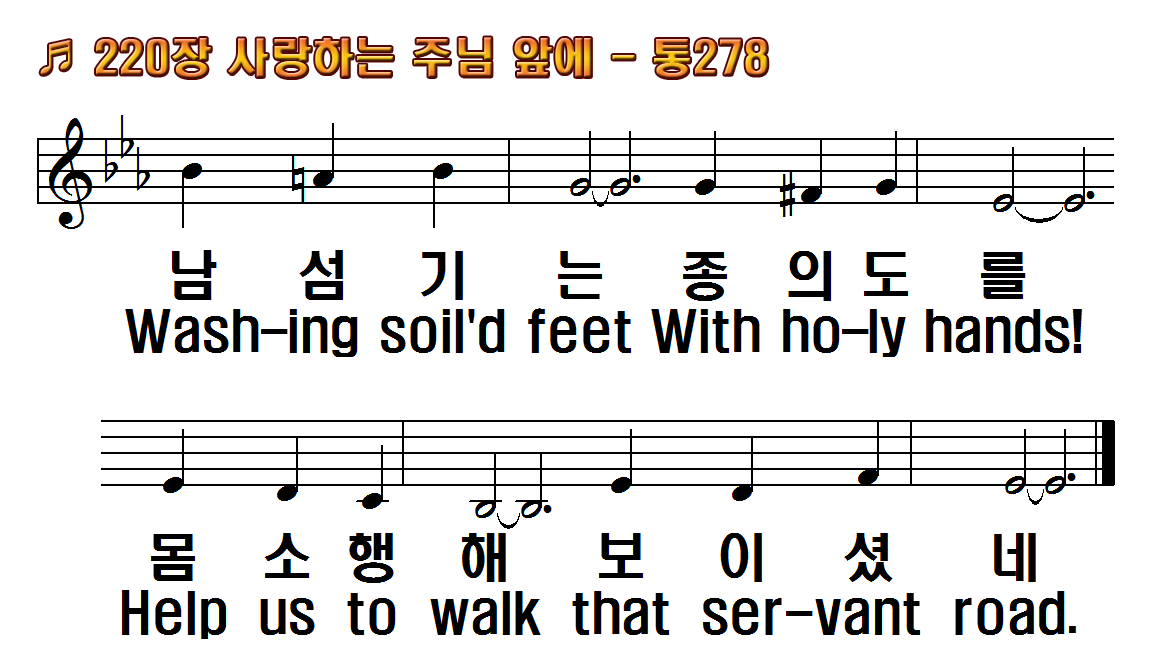 ♬ 220장 사랑하는 주님 앞에 - 통278
남 섬 기 는 종 의 도 를
Wash-ing soil'd feet With ho-ly hands!
몸 소 행 해 보 이 셨 네
Help us to walk that ser-vant road.